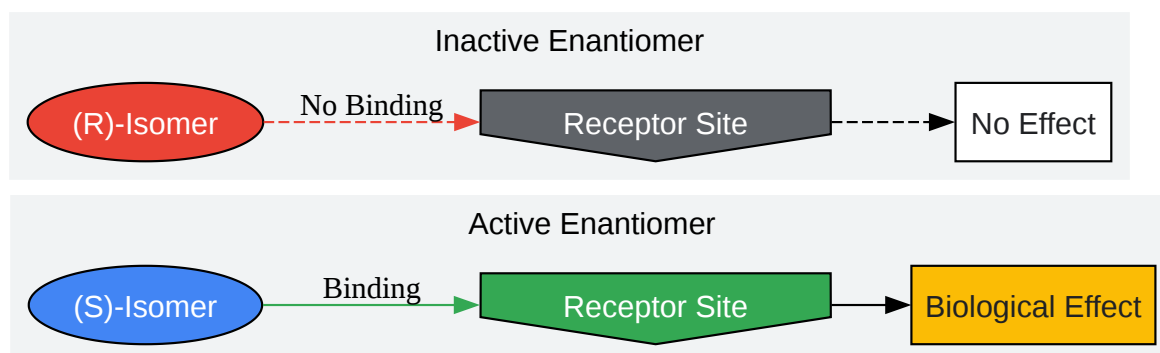 Inactive Enantiomer
(R)-Isomer
No Binding
Receptor Site
No Effect
Active Enantiomer
(S)-Isomer
Binding
Receptor Site
Biological Effect